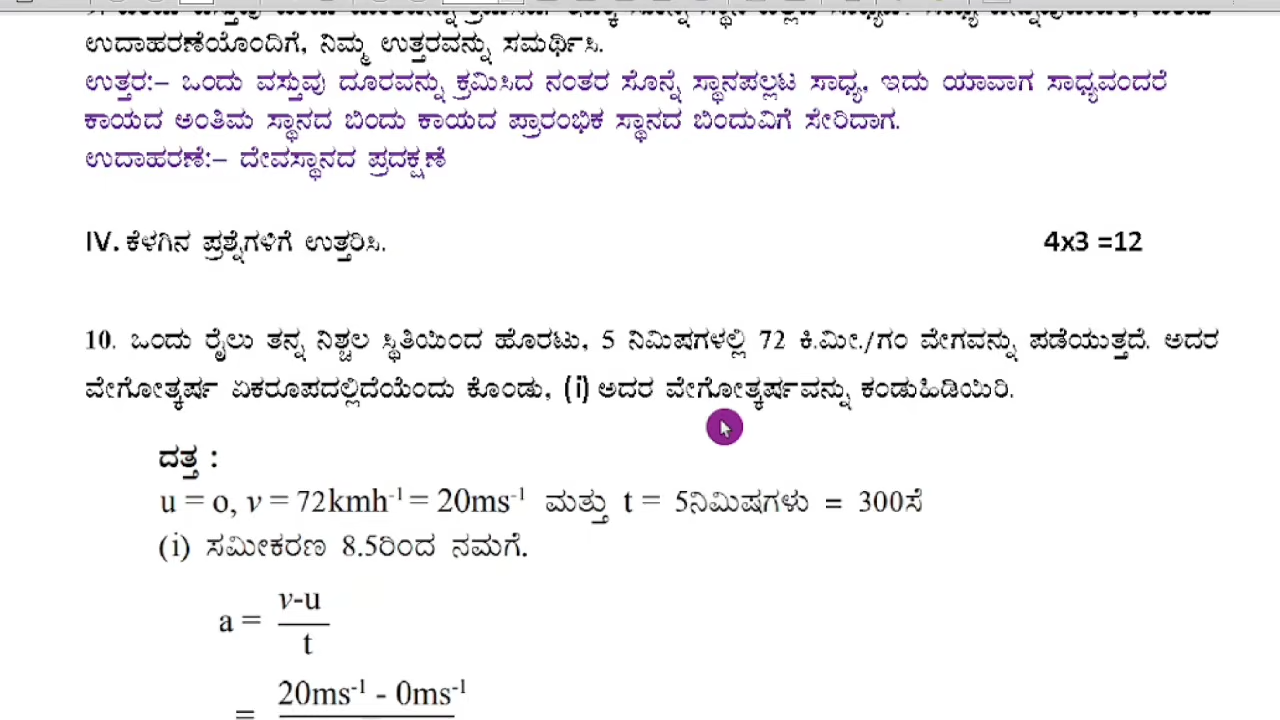 ಉದಾಹರಣೆಯೊಂದಿಗೆ, ನಿಮ್ಮ ಉತ್ತರವನ್ನು ಸಮರ್ಥಿಸಿ.
ಉತ್ತರ:– ಒಂದು ವಸ್ತುವು ದೂರವನ್ನು ಕ್ರಮಿಸಿದ ನಂತರ ಸೊನ್ನೆ ಸ್ಥಾನಪಲ್ಲಟ ಸಾಧ್ಯ, ಇದು ಯಾವಾಗ ಸಾಧ್ಯವಂದರೆ
ಕಾಯದ ಅಂತಿಮ ಸ್ಥಾನದ ಬಿಂದು ಕಾಯದ ಪ್ರಾರಂಭಿಕ ಸ್ಥಾನದ ಬಿಂದುವಿಗೆ ಸೇರಿದಾಗ.
ಉದಾಹರಣೆ:– ದೇವಸ್ಥಾನದ ಪ್ರದಕ್ಷಣೆ
IV. ಕೆಳಗಿನ ಪ್ರಶ್ನೆಗಳಿಗೆ ಉತ್ತರಿಸಿ. 4x3 =12
10. ಒಂದು ರೈಲು ತನ್ನ ನಿಶ್ಚಲ ಸ್ಥಿತಿಯಿಂದ ಹೊರಟು, 5 ನಿಮಿಷಗಳಲ್ಲಿ 72 ಕಿ.ಮೀ./ಗಂ ವೇಗವನ್ನು ಪಡೆಯುತ್ತದೆ. ಅದರ
ವೇಗೋತ್ಕರ್ಷ ಏಕರೂಪದಲ್ಲಿದೆಯೆಂದು ಕೊಂಡು, (i) ಅದರ ವೇಗೋತ್ಕರ್ಷವನ್ನು ಕಂಡುಹಿಡಿಯಿರಿ.
ದತ್ತ :
u = o, v = 72kmh⁻¹ = 20ms⁻¹ ಮತ್ತು t = 5ನಿಮಿಷಗಳು = 300ಸೆ
(i) ಸಮೀಕರಣ 8.5ರಿಂದ ನಮಗೆ.
v-u
a =
t
20ms⁻¹ - 0ms⁻¹
=